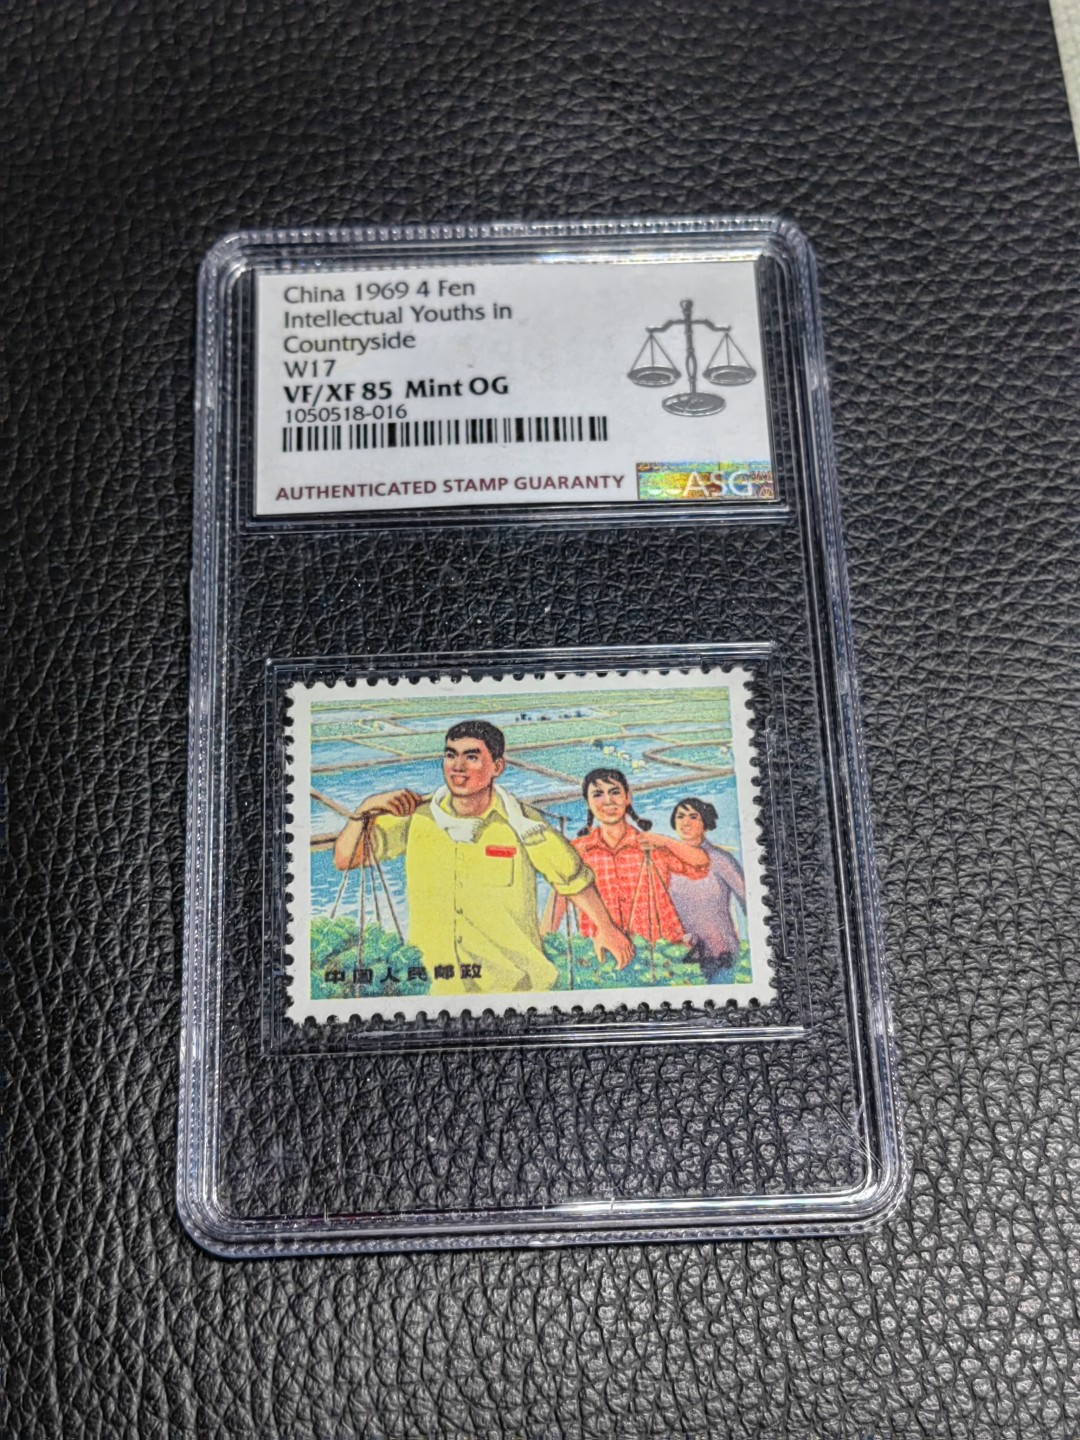 China 1969 4 Fen
Intellectual Youths in
Countryside
W17
VF/XF 85 Mint OG
1050518-016
AUTHENTICATED STAMP GUARANTY
ASG
中国人民邮政
4